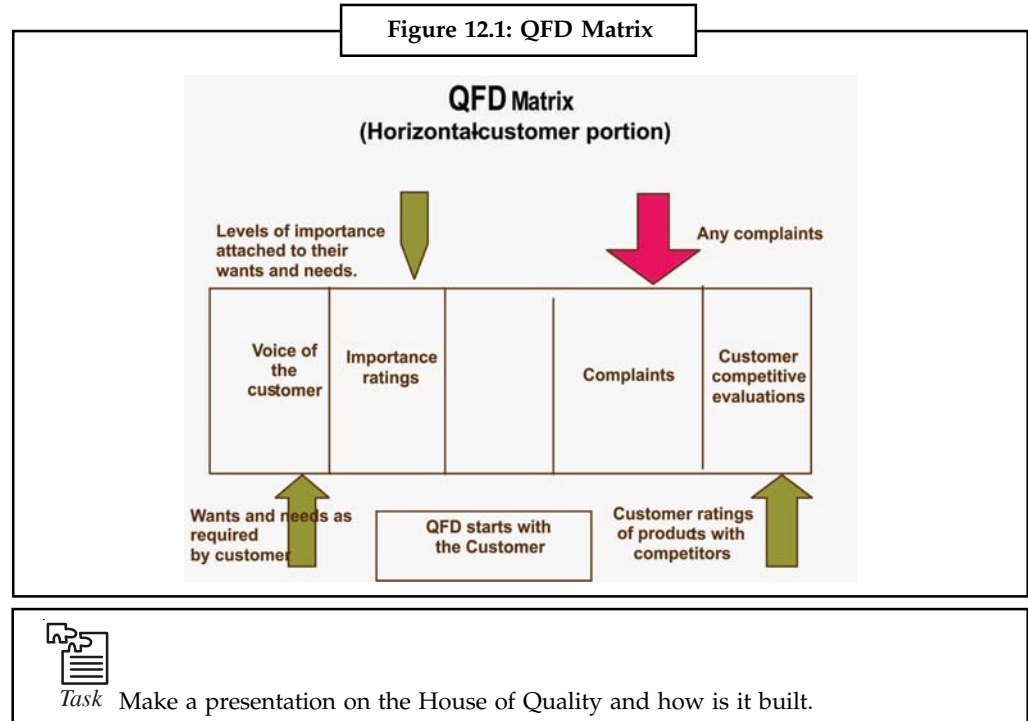 Figure 12.1: QFD Matrix
QFD Matrix
(Horizontal-customer portion)
Levels of importance
attached to their
wants and needs.
Any complaints
Voice of
the
customer
Importance
ratings
Complaints
Customer
competitive
evaluations
Wants and needs as
required
by customer
QFD starts with
the Customer
Customer ratings
of products with
competitors
Task Make a presentation on the House of Quality and how is it built.